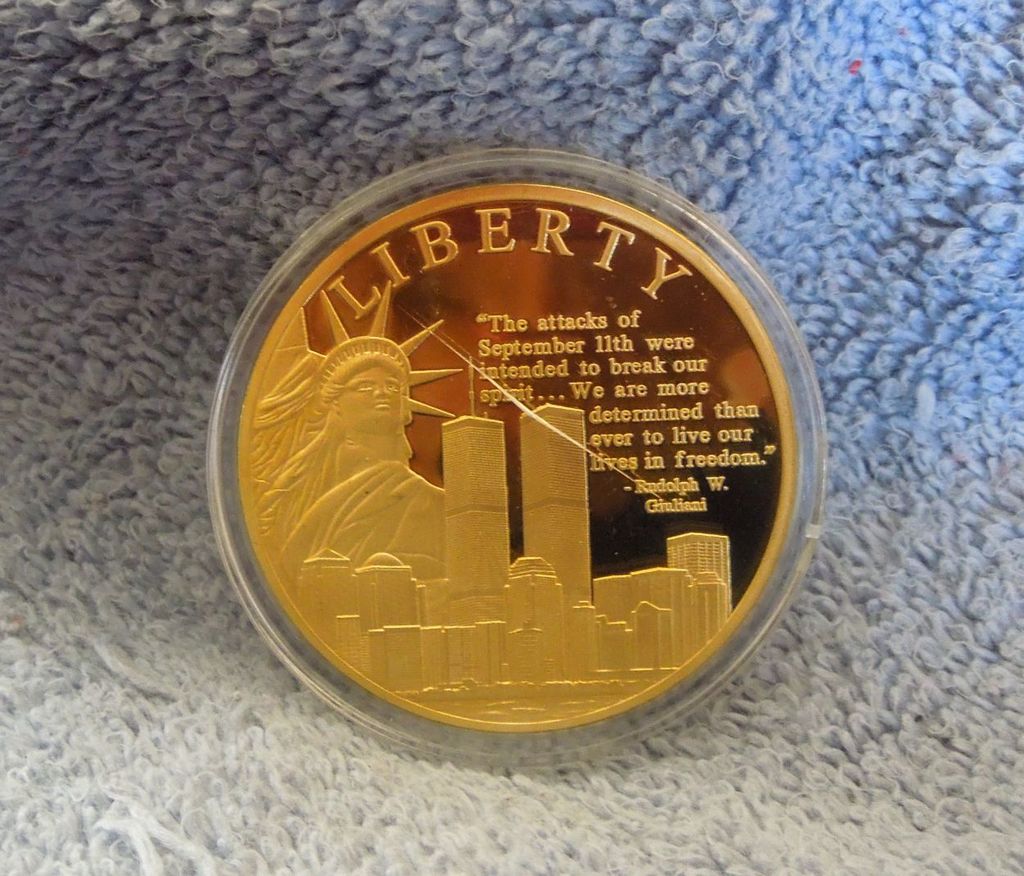 LIBERTY
“The attacks of
September 11th were
intended to break our
spirit... We are more
determined than
ever to live our
lives in freedom.”
- Rudolph W.
Giuliani